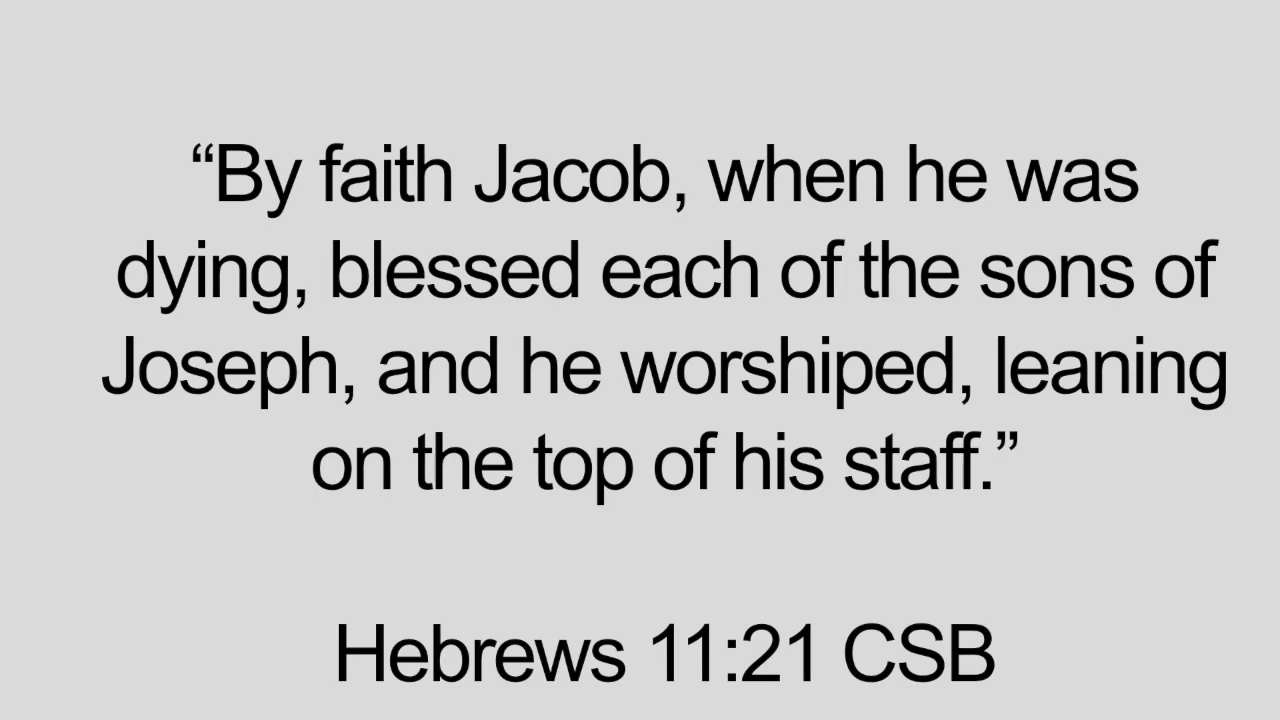 “By faith Jacob, when he was
dying, blessed each of the sons of
Joseph, and he worshiped, leaning
on the top of his staff.”
Hebrews 11:21 CSB